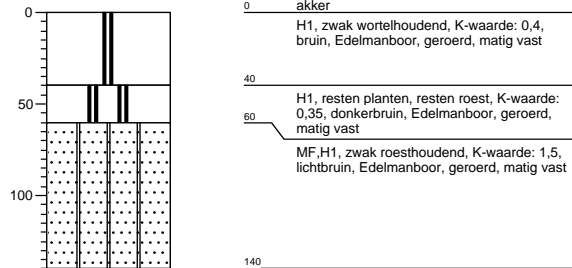 0
50
100
0
akker
H1, zwak wortelhoudend, K-waarde: 0,4,
bruin, Edelmanboor, geroerd, matig vast
40
H1, resten planten, resten roest, K-waarde:
0,35, donkerbruin, Edelmanboor, geroerd,
matig vast
60
MF,H1, zwak roesthoudend, K-waarde: 1,5,
lichtbruin, Edelmanboor, geroerd, matig vast
140